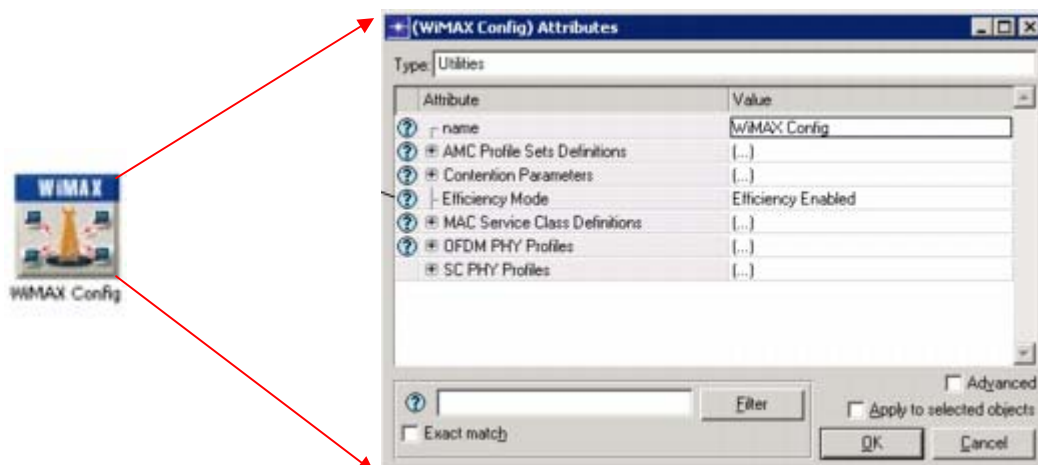 WiMAX
WiMAX Config
(WiMAX Config) Attributes
Type: Utilities
Attribute Value
name WiMAX Config
AMC Profile Sets Definitions (...)
Contention Parameters (...)
Efficiency Mode Efficiency Enabled
MAC Service Class Definitions (...)
OFDM PHY Profiles (...)
SC PHY Profiles (...)
Advanced
Filter
Apply to selected objects
Exact match
OK Cancel